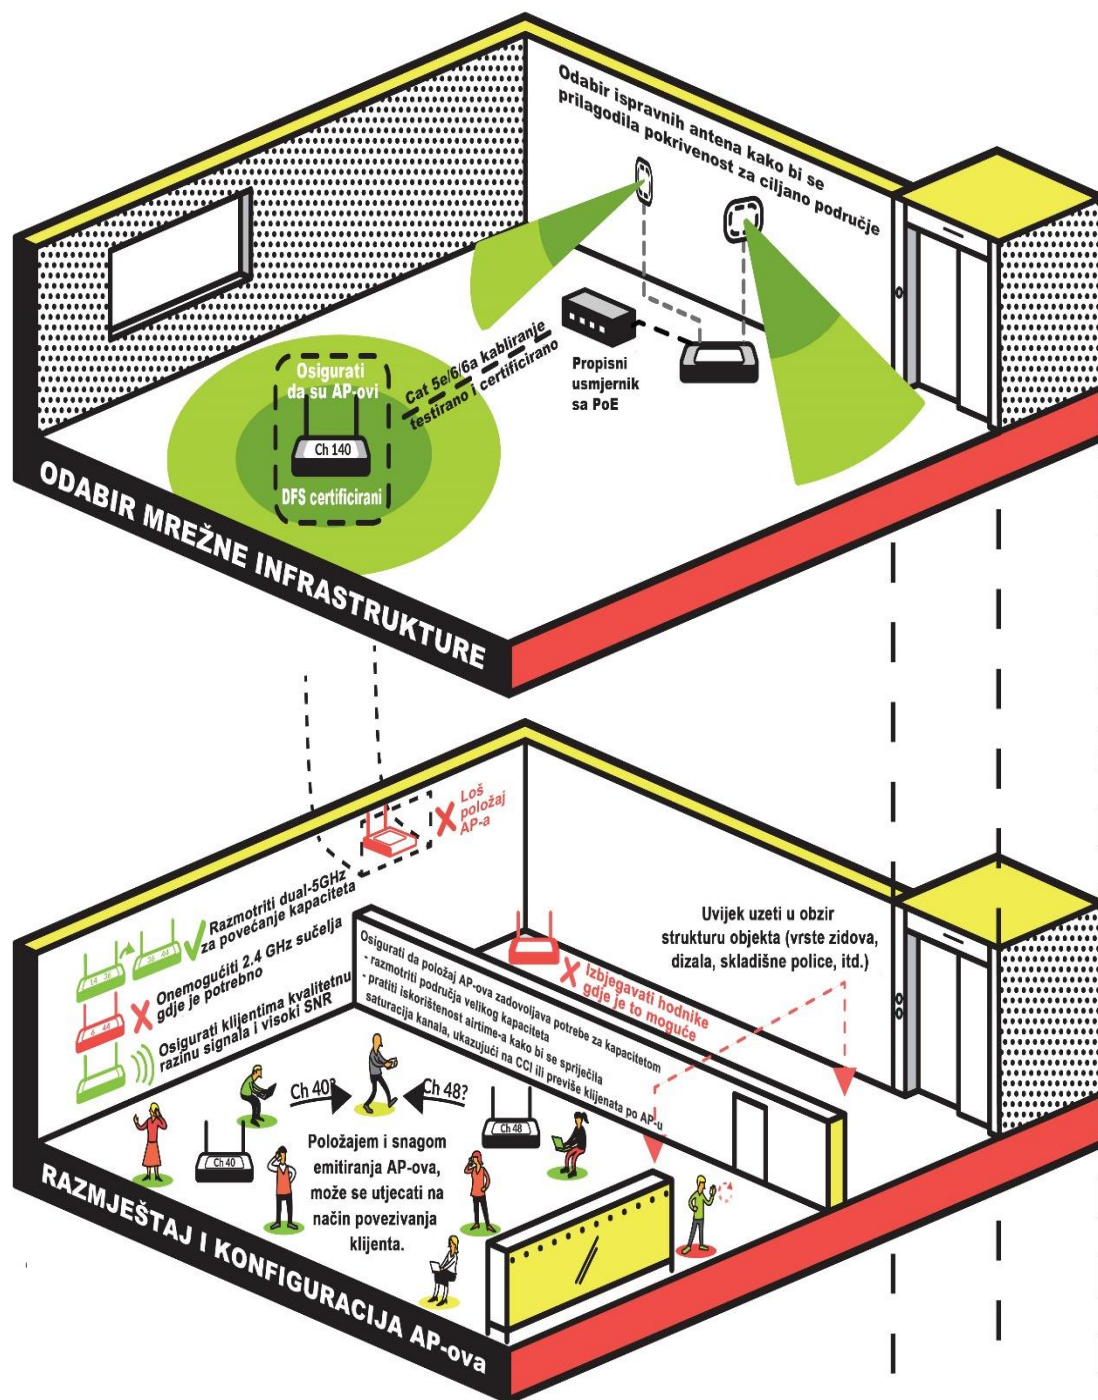 Odabir ispravnih antena kako bi se
prilagodila pokrivenost za ciljano područje
Osigurati
da su AP-ovi
Ch 140
DFS certificirani
Cat 5e/6/6a kabliranje
testirano i certificirano
Propisni
usmjernik
sa PoE
ODABIR MREŽNE INFRASTRUKTURE
Loš
položaj
AP-a
Razmotriti dual-5GHz
za povećanje kapaciteta
Onemogućiti 2.4 GHz sučelja
gdje je potrebno
Osigurati klijentima kvalitetnu
razinu signala i visoki SNR
Osigurati da položaj AP-ova zadovoljava potrebe za kapacitetom
- razmotriti područja velikog kapaciteta
- pratiti iskorištenost airtime-a kako bi se spriječila
saturacija kanala, ukazujući na CCI ili previše klijenata po AP-u
Izbjegavati hodnike
gdje je to moguće
Uvijek uzeti u obzir
strukturu objekta (vrste zidova,
dizala, skladišne police, itd.)
Ch 40?
Ch 48?
Ch 40
Ch 48
Položajem i snagom
emitiranja AP-ova,
može se utjecati na
način povezivanja
klijenta.
RAZMJEŠTAJ I KONFIGURACIJA AP-ova